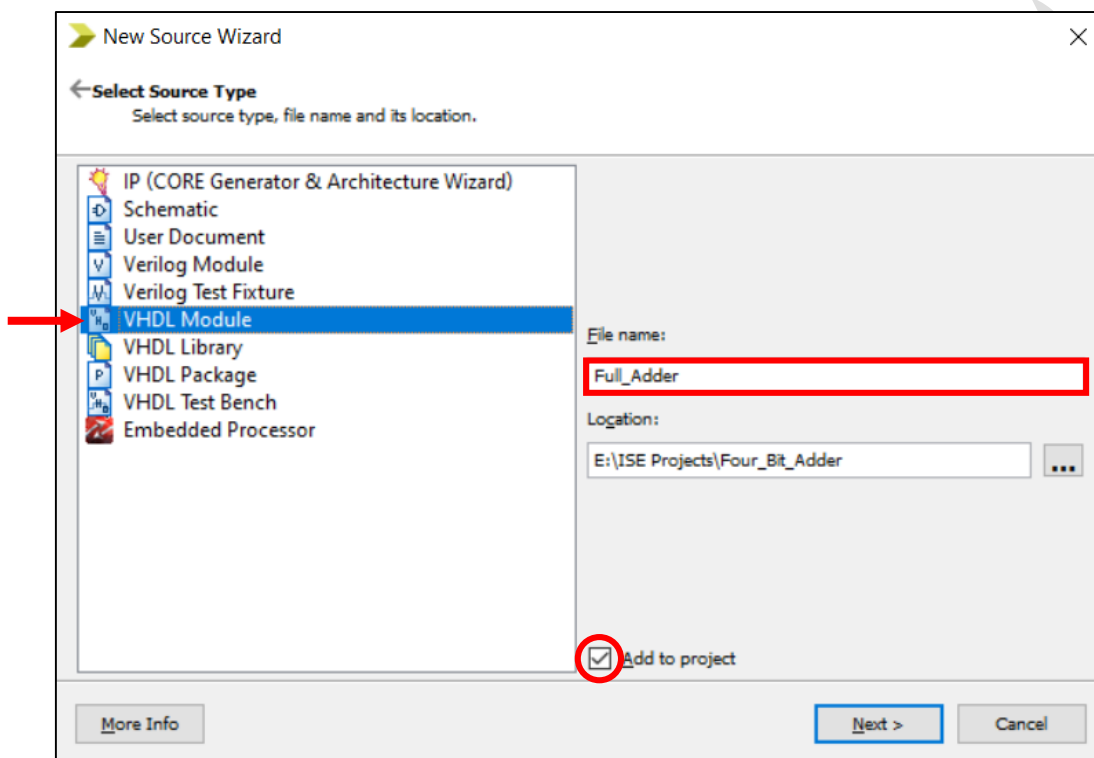 New Source Wizard
Select Source Type
Select source type, file name and its location.
IP (CORE Generator & Architecture Wizard)
Schematic
User Document
Verilog Module
Verilog Test Fixture
VHDL Module
VHDL Library
VHDL Package
VHDL Test Bench
Embedded Processor
File name:
Full_Adder
Location:
E:\ISE Projects\Four_Bit_Adder
...
Add to project
More Info
Next >
Cancel